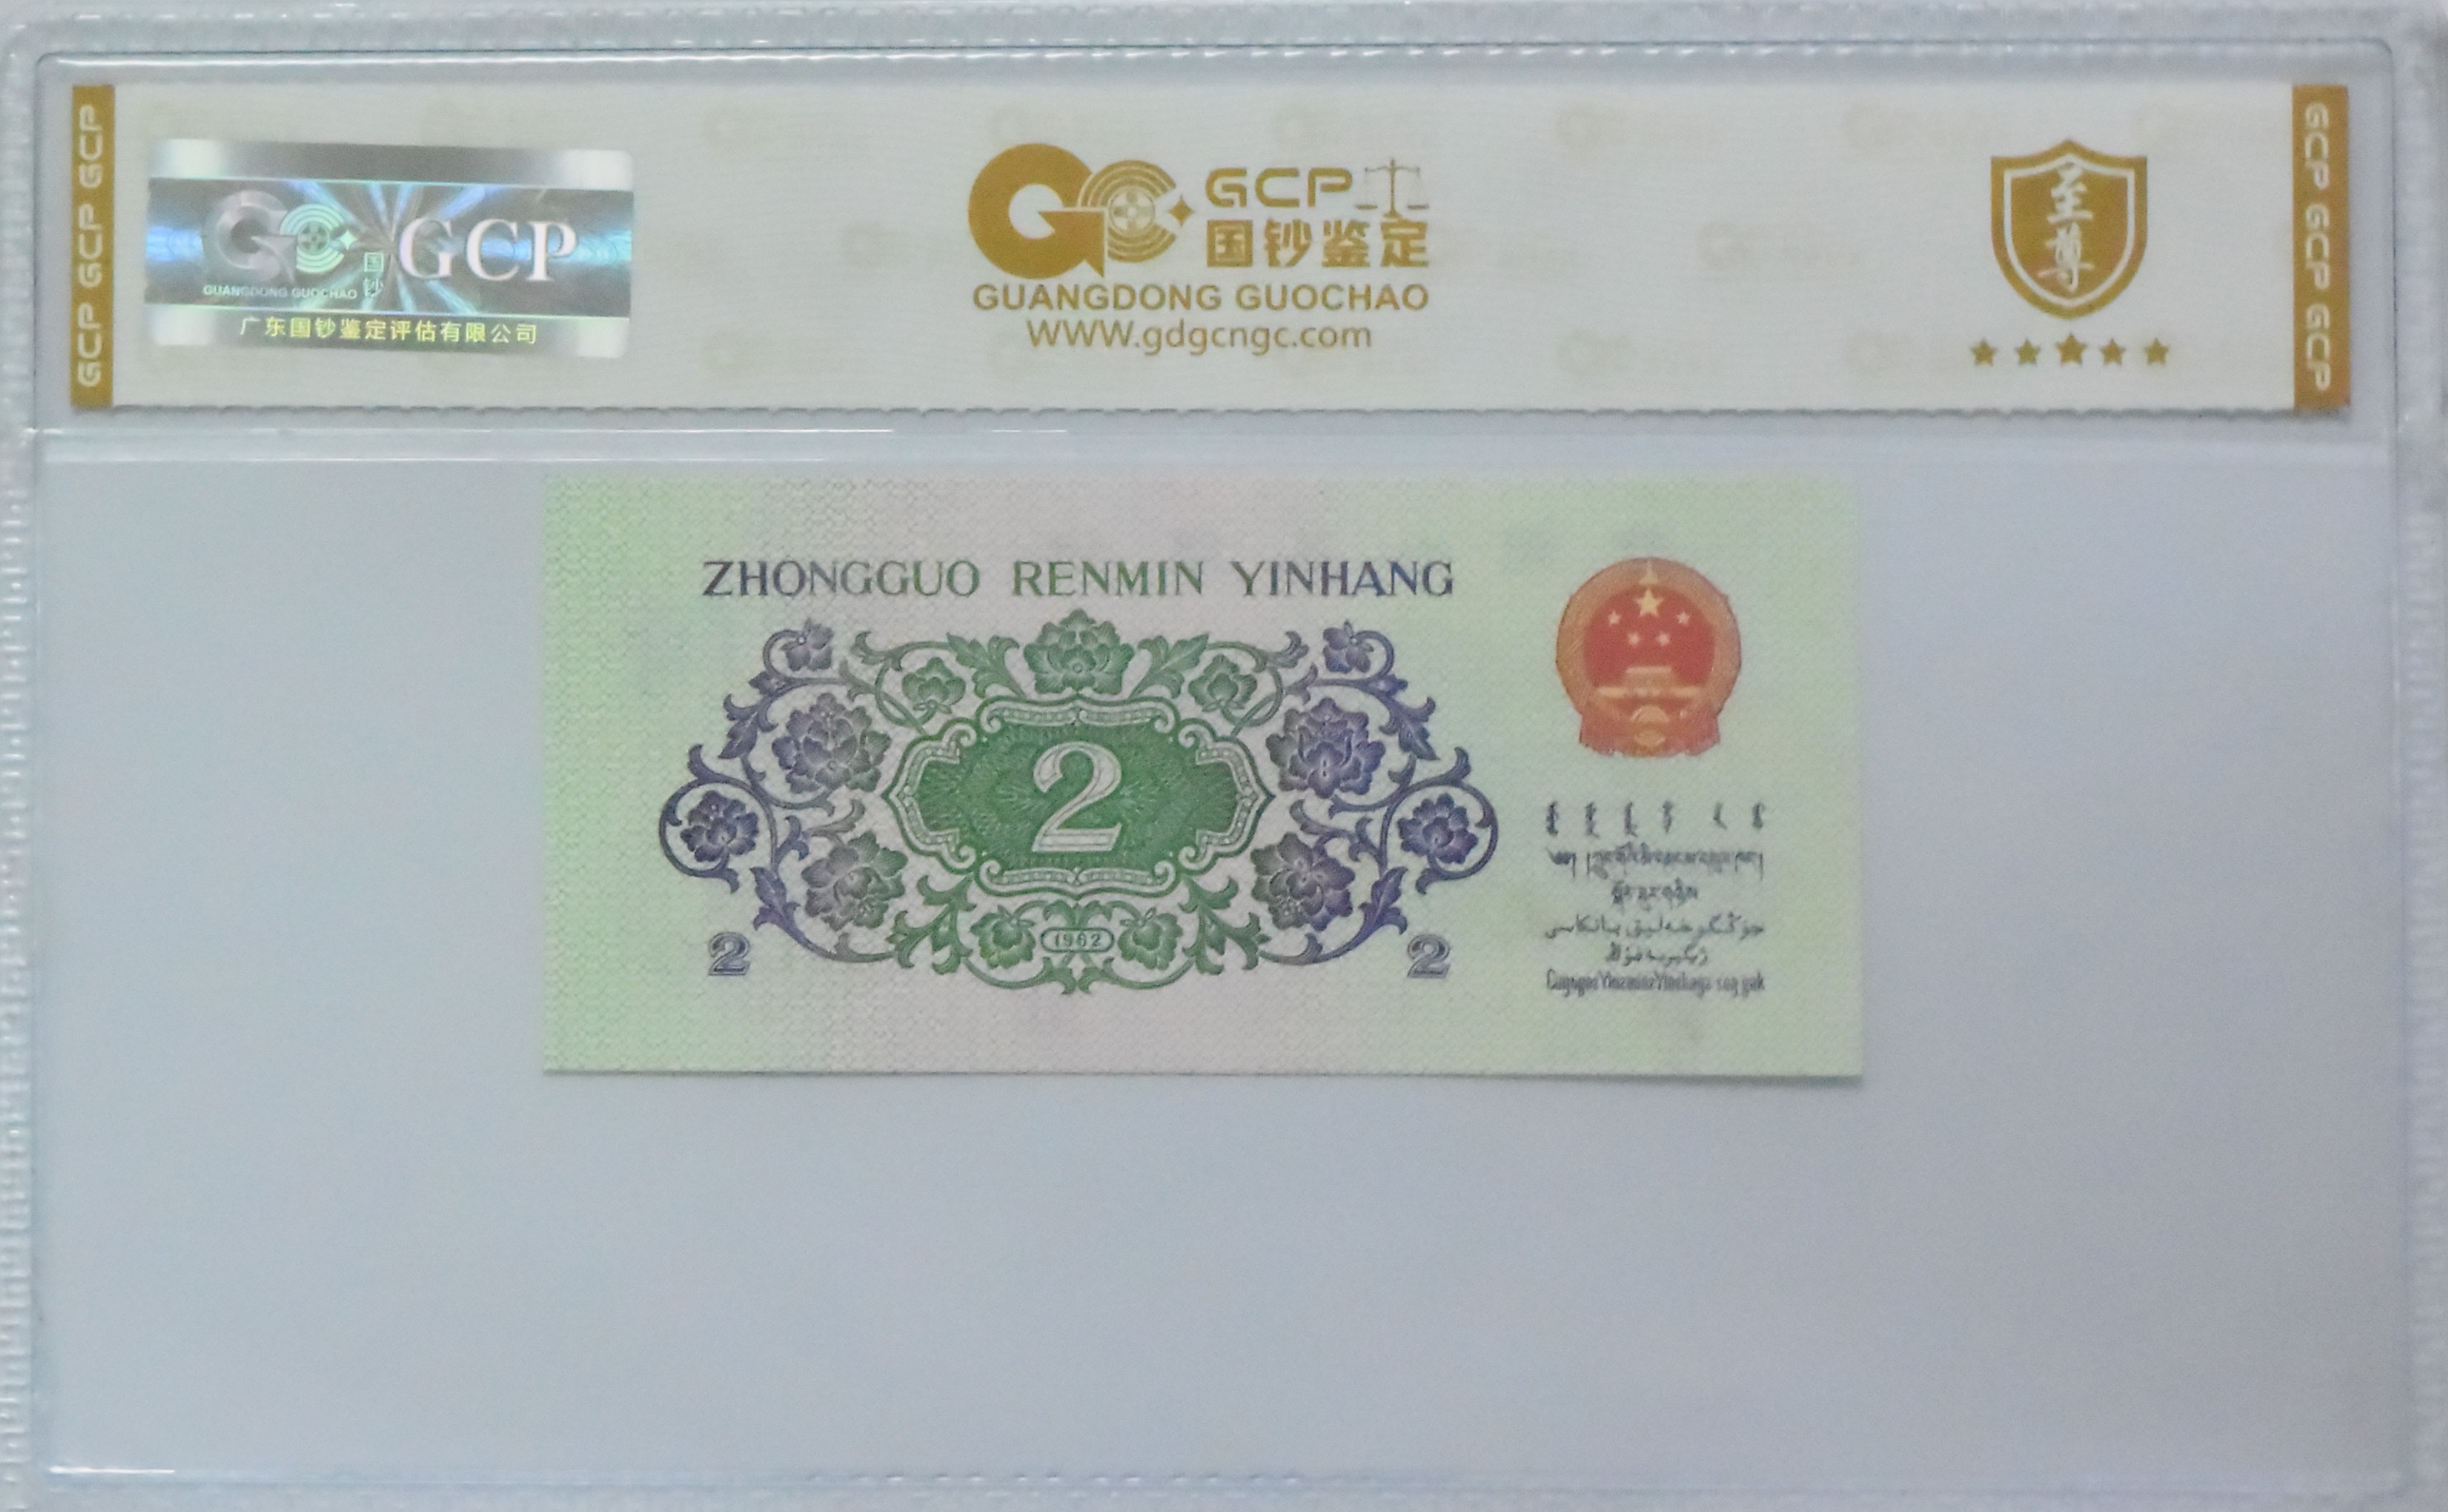 GCP GCP GCP
GUANGDONG GUOCHAO
国钞
GCP
广东国钞鉴定评估有限公司
GCP
国钞鉴定
GUANGDONG GUOCHAO
WWW.gdgcngc.com
至尊
GCP GCP GCP
ZHONGGUO RENMIN YINHANG
2
1962
2
2